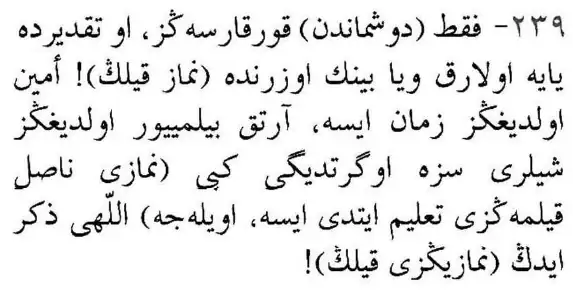 ٢٣٩- فقط (دوشماندن) قورقارسه‌ڭز، او تقديرده
يايه اولارق ويا بينك اوزرنده (نماز قيلڭ)! أمين
اولديغڭز زمان ايسه، آرتق بيلمييور اولديغڭز
شيلرى سزه اوگرتديگى كبى (نمازى ناصل
قيلمه‌ڭزى تعليم ايتدى ايسه، اويله‌جه) اللّهى ذكر
ايدڭ (نمازيڭزى قيلڭ)!